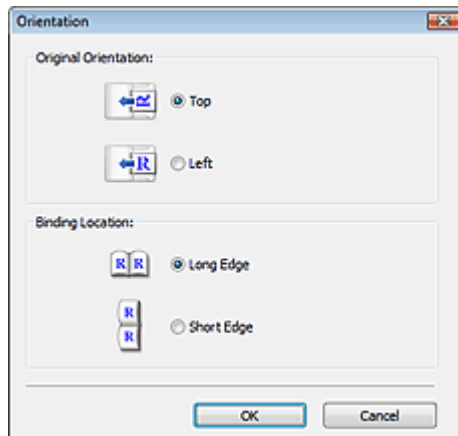 Orientation
Original Orientation:
R
Top
R
Left
Binding Location:
R R
Long Edge
R
R
Short Edge
OK Cancel